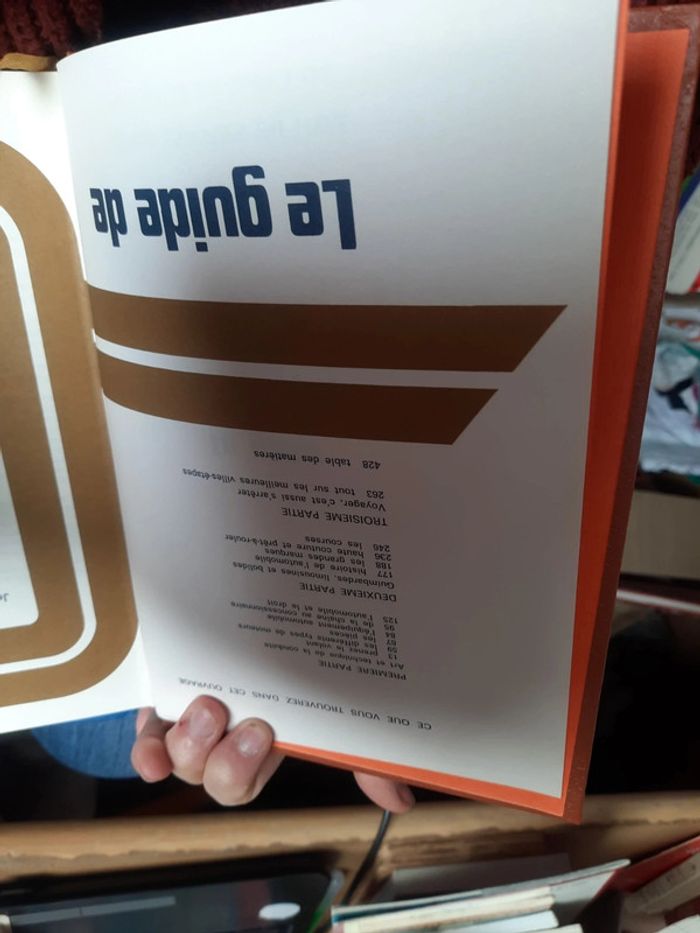 CE QUE VOUS TROUVEREZ DANS CET OUVRAGE
PREMIERE PARTIE
Art et technique de la conduite
13 prenez le volant
59 les différents types de moteurs
67 les pièces
84 l'équipement automobile
95 de la chaîne au concessionnaire
125 l'automobile et le droit
DEUXIEME PARTIE
Guimbardes, limousines et bolides
177 histoire de l'automobile
188 les grandes marques
236 haute couture et prêt-à-rouler
246 les courses
TROISIEME PARTIE
Voyager, c'est aussi s'arrêter
263 tout sur les meilleures villes-étapes
428 table des matières
Le guide de